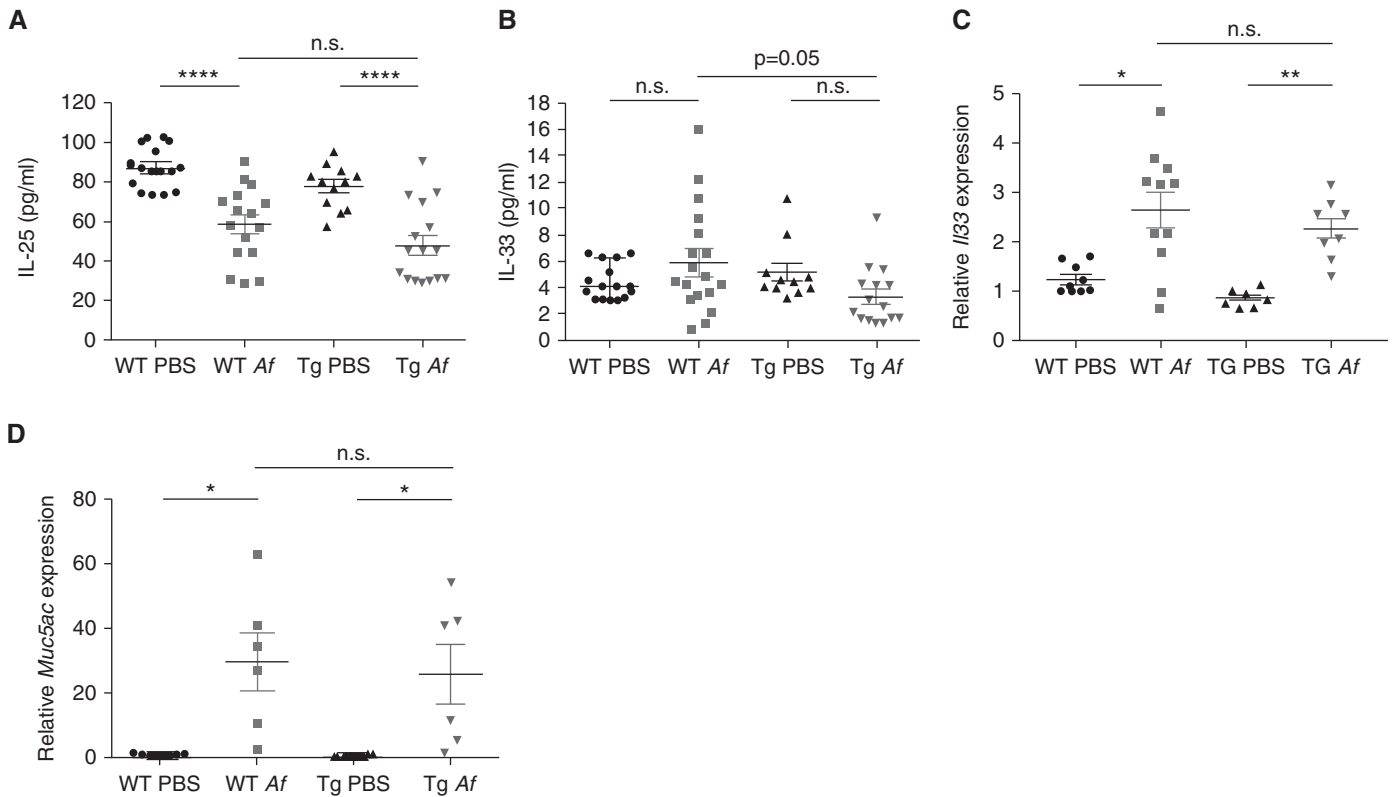 A
n.s.
****
****
IL-25 (pg/ml)
120
100
80
60
40
20
0
WT PBS
WT Af
Tg PBS
Tg Af
B
p=0.05
n.s.
n.s.
IL-33 (pg/ml)
18
16
14
12
10
8
6
4
2
0
WT PBS
WT Af
Tg PBS
Tg Af
C
n.s.
*
**
Relative Il33 expression
5
4
3
2
1
0
WT PBS
WT Af
TG PBS
TG Af
D
n.s.
*
*
Relative Muc5ac expression
80
60
40
20
0
WT PBS
WT Af
Tg PBS
Tg Af